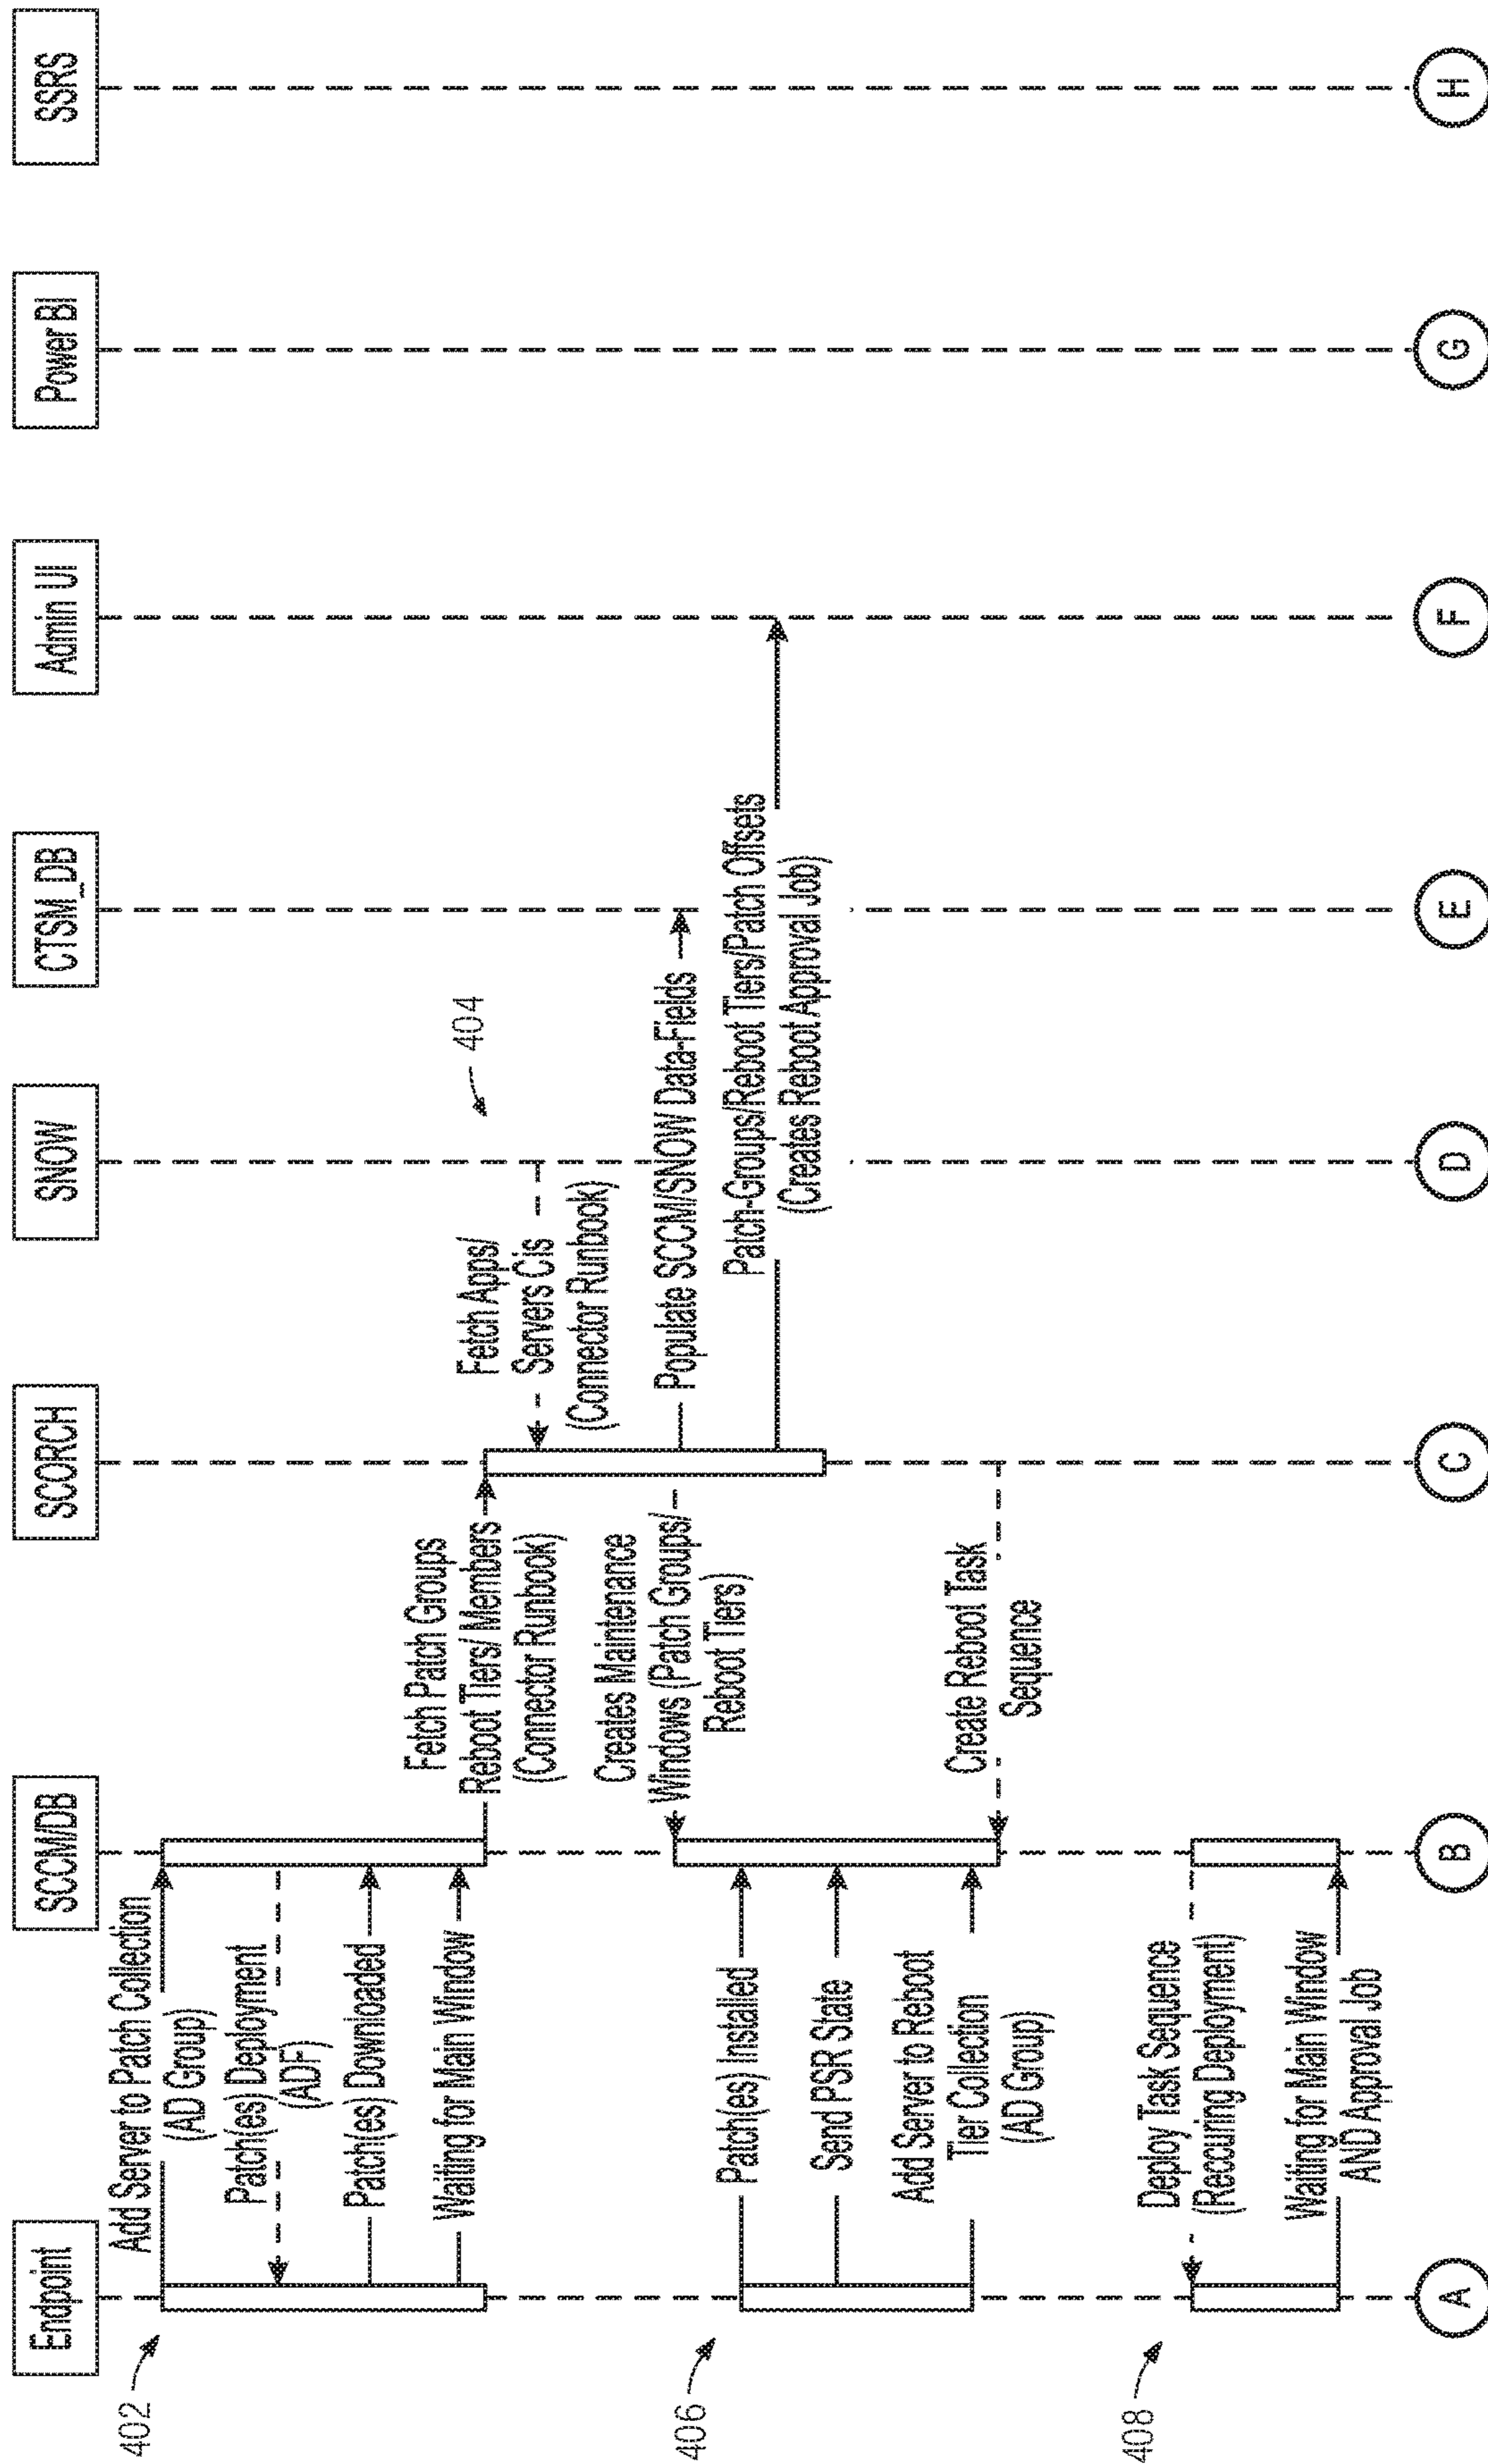 Endpoint
SCCM/DB
SCORCH
SNOW
CTSM_DB
Admin UI
Power BI
SSRS
402
Add Server to Patch Collection
(AD Group)
Patch(es) Deployment
(ADF)
Patch(es) Downloaded
Waiting for Main Window
Fetch Patch Groups
Reboot Tiers/ Members
(Connector Runbook)
404
Fetch Apps/
Servers Cis
(Connector Runbook)
Creates Maintenance
Windows (Patch Groups/
Reboot Tiers)
Populate SCCM/SNOW Data-Fields
Patch-Groups/Reboot Tiers/Patch Offsets
(Creates Reboot Approval Job)
406
Patch(es) Installed
Send PSR State
Add Server to Reboot
Tier Collection
(AD Group)
Create Reboot Task
Sequence
408
Deploy Task Sequence
(Reccuring Deployment)
Waiting for Main Window
AND Approval Job
A
B
C
D
E
F
G
H